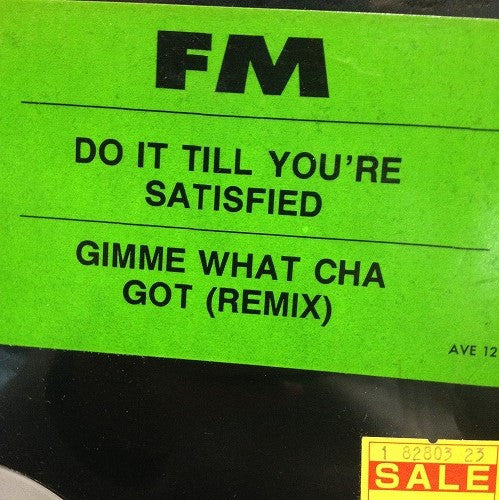 FM
DO IT TILL YOU'RE
SATISFIED
GIMME WHAT CHA
GOT (REMIX)
AVE 12
1 82803 23
SALE